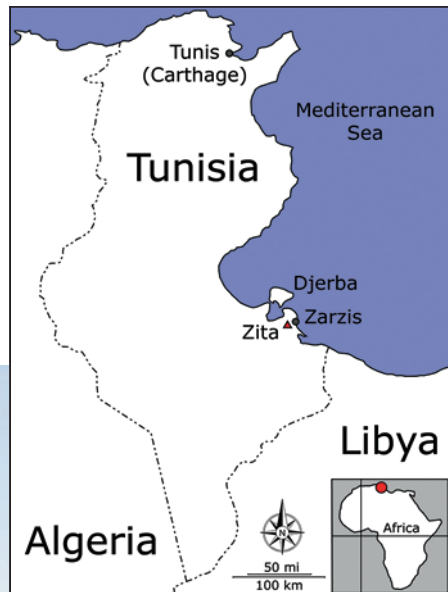 Tunis
(Carthage)
Mediterranean
Sea
Tunisia
Djerba
Zarzis
Zita
Libya
Algeria
N
50 mi
100 km
Africa